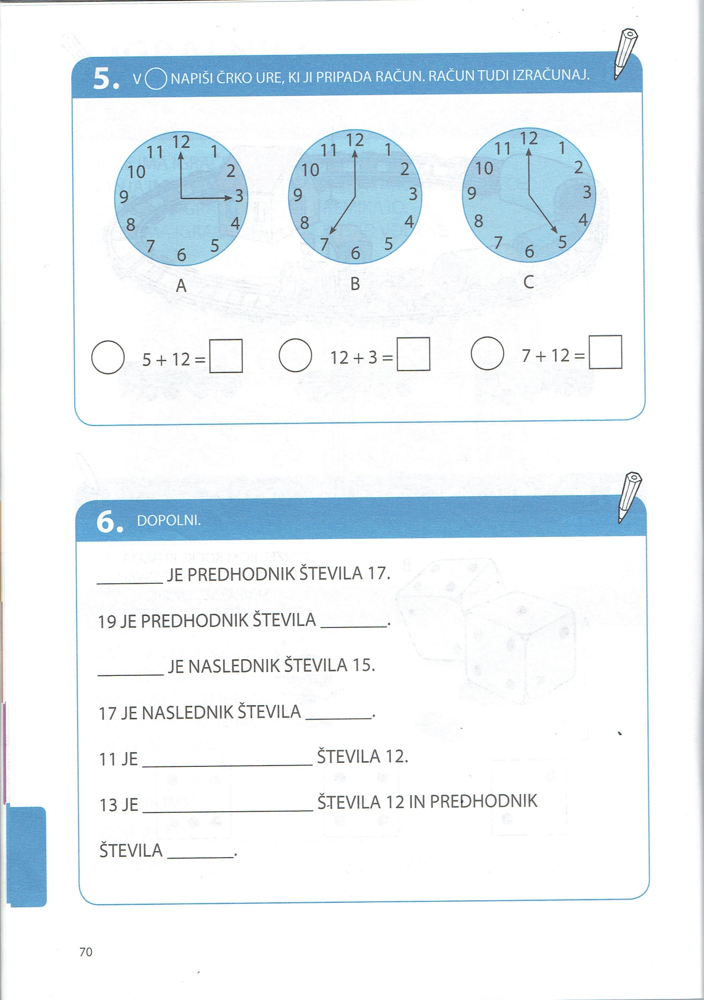 5. V NAPIŠI ČRKO URE, KI JI PRIPADA RAČUN. RAČUN TUDI IZRAČUNAJ.
12 1 2 3 4 5 6 7 8 9 10 11
12 1 2 3 4 5 6 7 8 9 10 11
12 1 2 3 4 5 6 7 8 9 10 11
A B C
5 + 12 = 12 + 3 = 7 + 12 =
6. DOPOLNI.
________ JE PREDHODNIK ŠTEVILA 17.
19 JE PREDHODNIK ŠTEVILA ________.
________ JE NASLEDNIK ŠTEVILA 15.
17 JE NASLEDNIK ŠTEVILA ________.
11 JE ____________________ ŠTEVILA 12.
13 JE ____________________ ŠTEVILA 12 IN PREDHODNIK
ŠTEVILA ________.
70